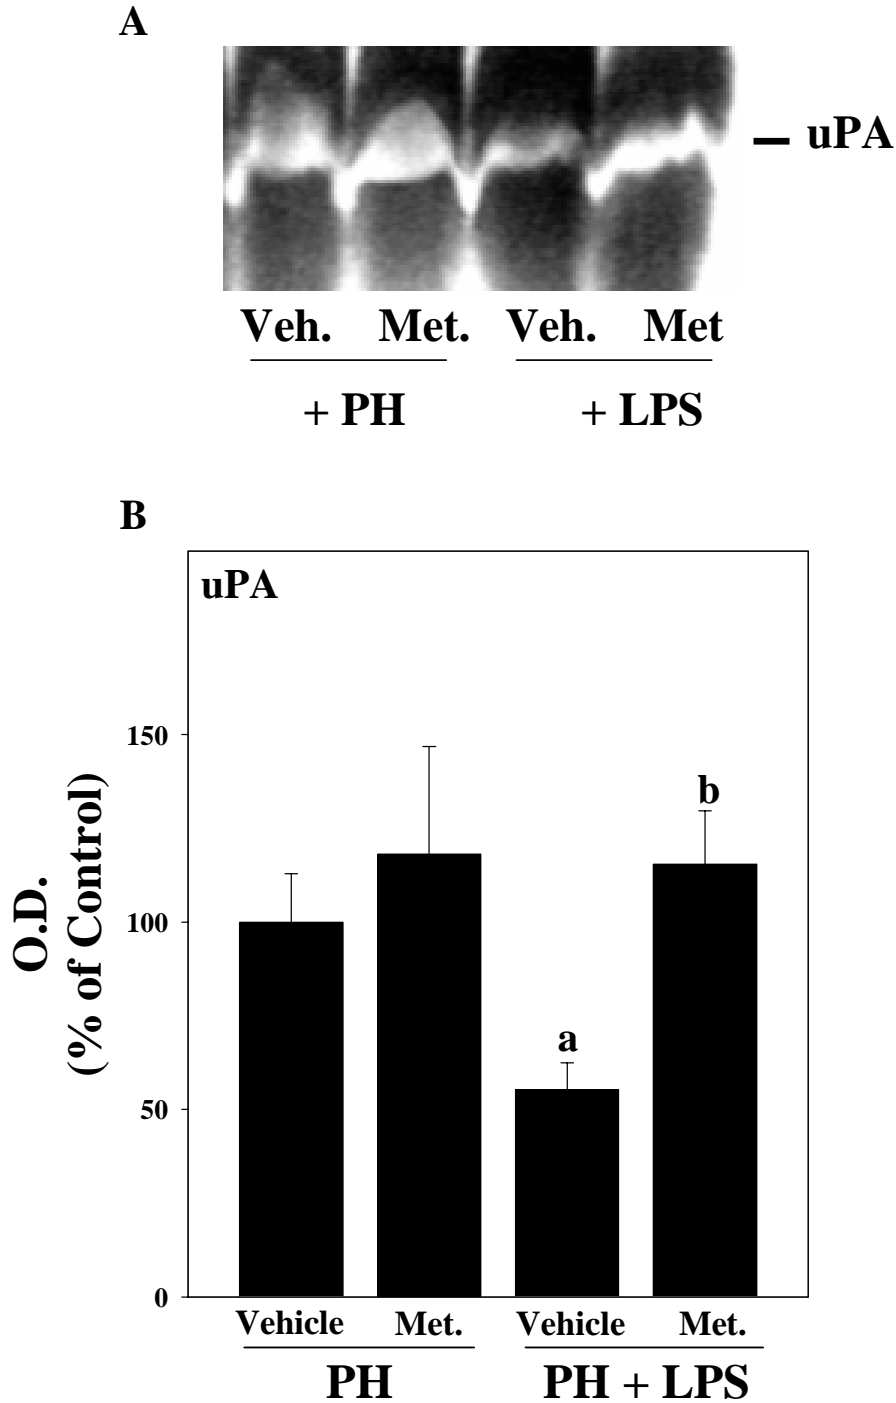 A
uPA
Veh. Met. Veh. Met
+ PH + LPS
B
uPA
150
100
50
0
O.D.
(% of Control)
a
b
Vehicle Met. Vehicle Met.
PH PH + LPS